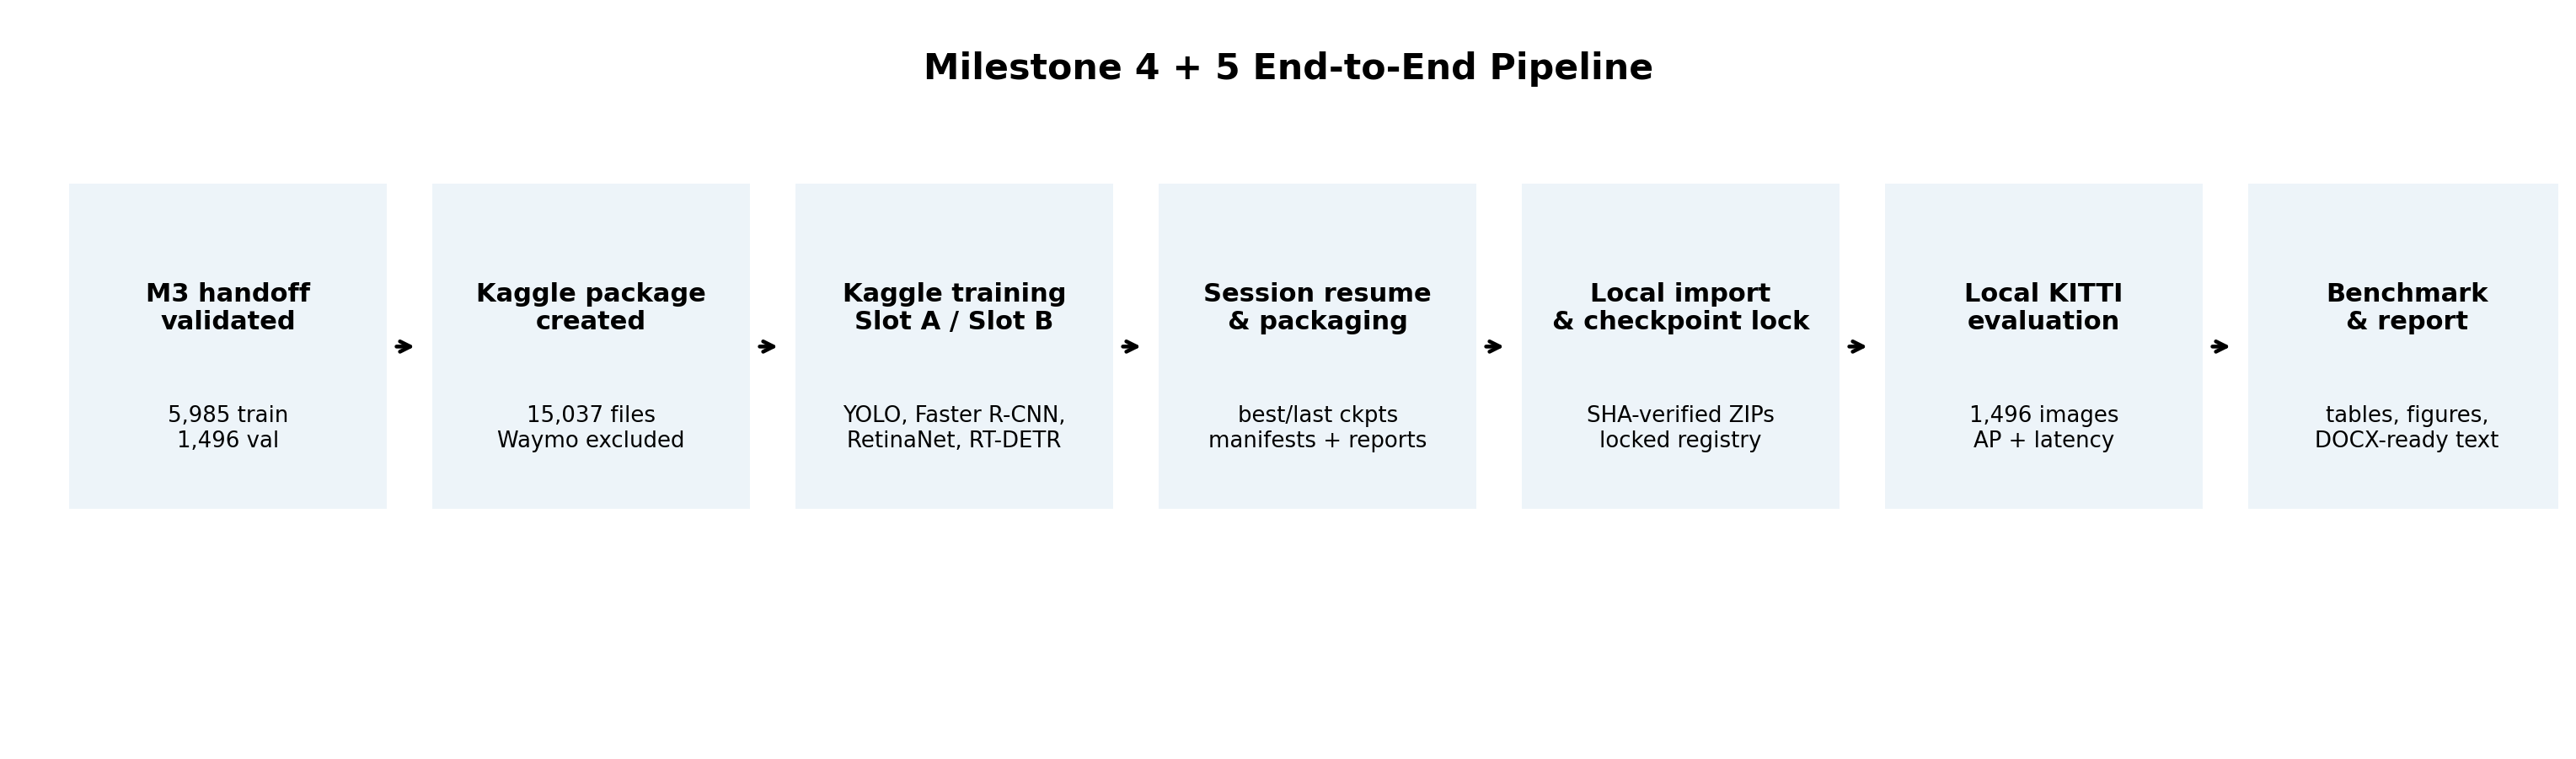 Milestone 4 + 5 End-to-End Pipeline
M3 handoff
validated
5,985 train
1,496 val
Kaggle package
created
15,037 files
Waymo excluded
Kaggle training
Slot A / Slot B
YOLO, Faster R-CNN,
RetinaNet, RT-DETR
Session resume
& packaging
best/last ckpts
manifests + reports
Local import
& checkpoint lock
SHA-verified ZIPs
locked registry
Local KITTI
evaluation
1,496 images
AP + latency
Benchmark
& report
tables, figures,
DOCX-ready text